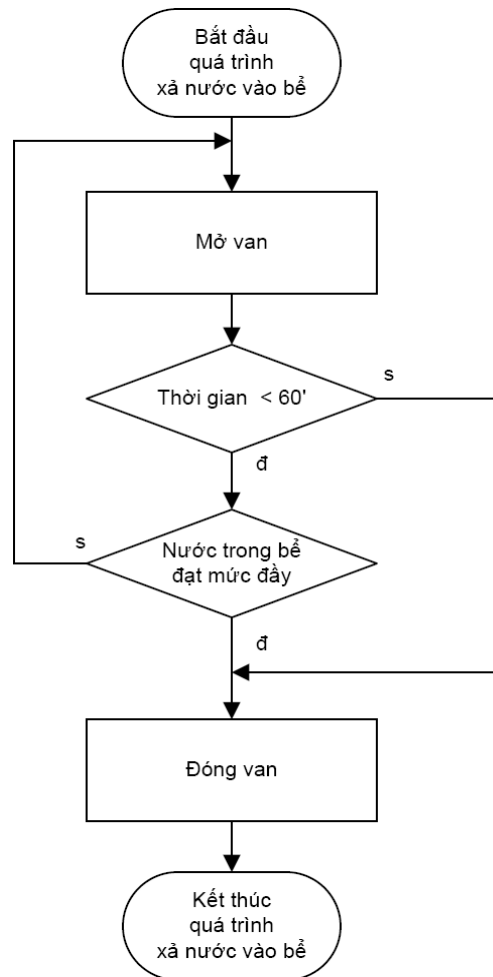 Bắt đầu
quá trình
xả nước vào bể
Mở van
Thời gian < 60'
s
đ
s
Nước trong bể
đạt mức đầy
đ
Đóng van
Kết thúc
quá trình
xả nước vào bể